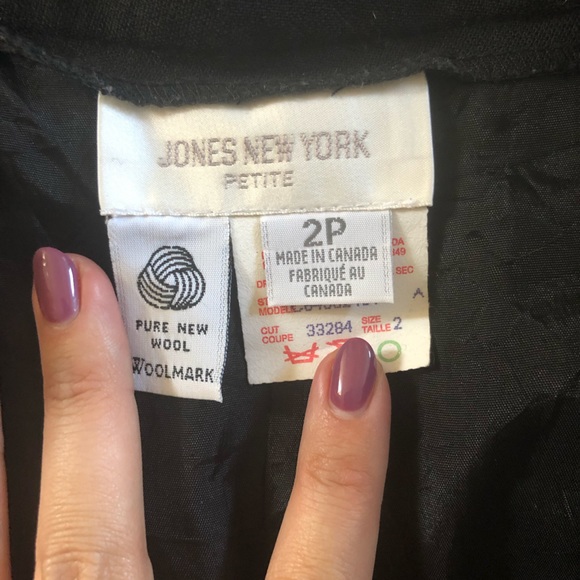 JONES NEW YORK
PETITE
2P
MADE IN CANADA
FABRIQUÉ AU
CANADA
PURE NEW
WOOL
WOOLMARK
SEC
A
CUT
COUPE 33284 SIZE
TAILLE 2